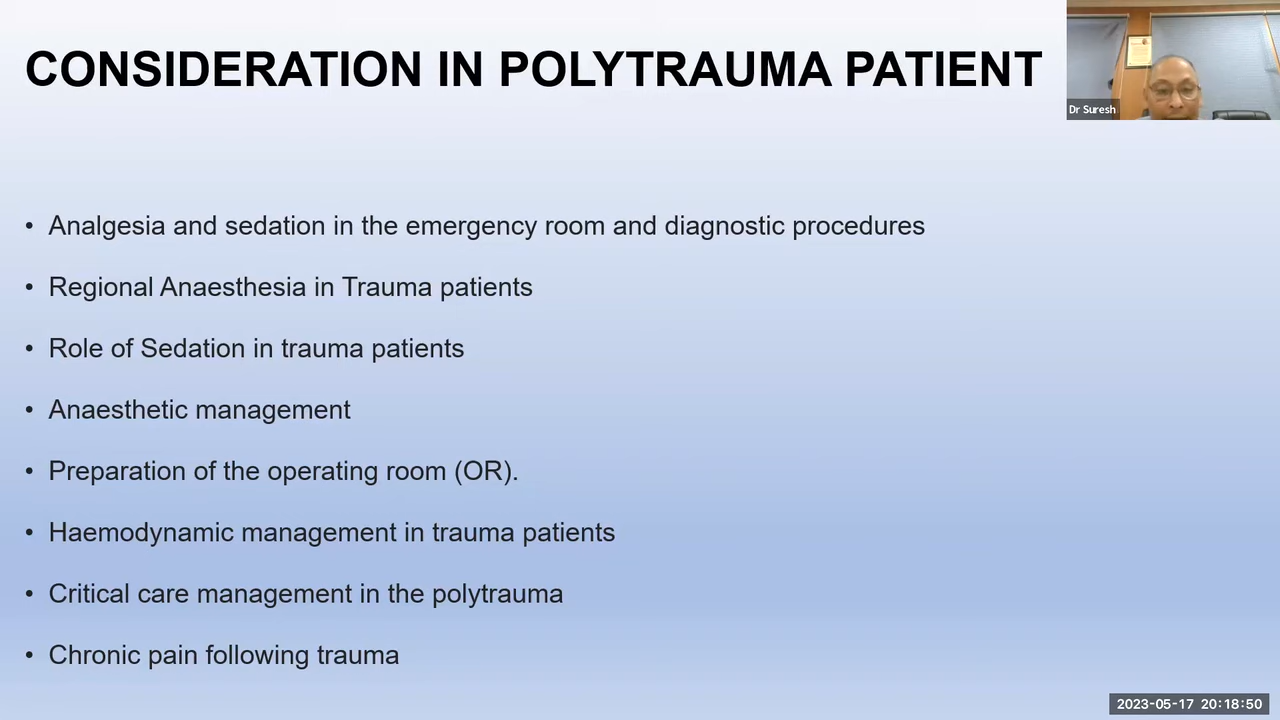 CONSIDERATION IN POLYTRAUMA PATIENT
Dr Suresh
• Analgesia and sedation in the emergency room and diagnostic procedures
• Regional Anaesthesia in Trauma patients
• Role of Sedation in trauma patients
• Anaesthetic management
• Preparation of the operating room (OR).
• Haemodynamic management in trauma patients
• Critical care management in the polytrauma
• Chronic pain following trauma
2023-05-17 20:18:50